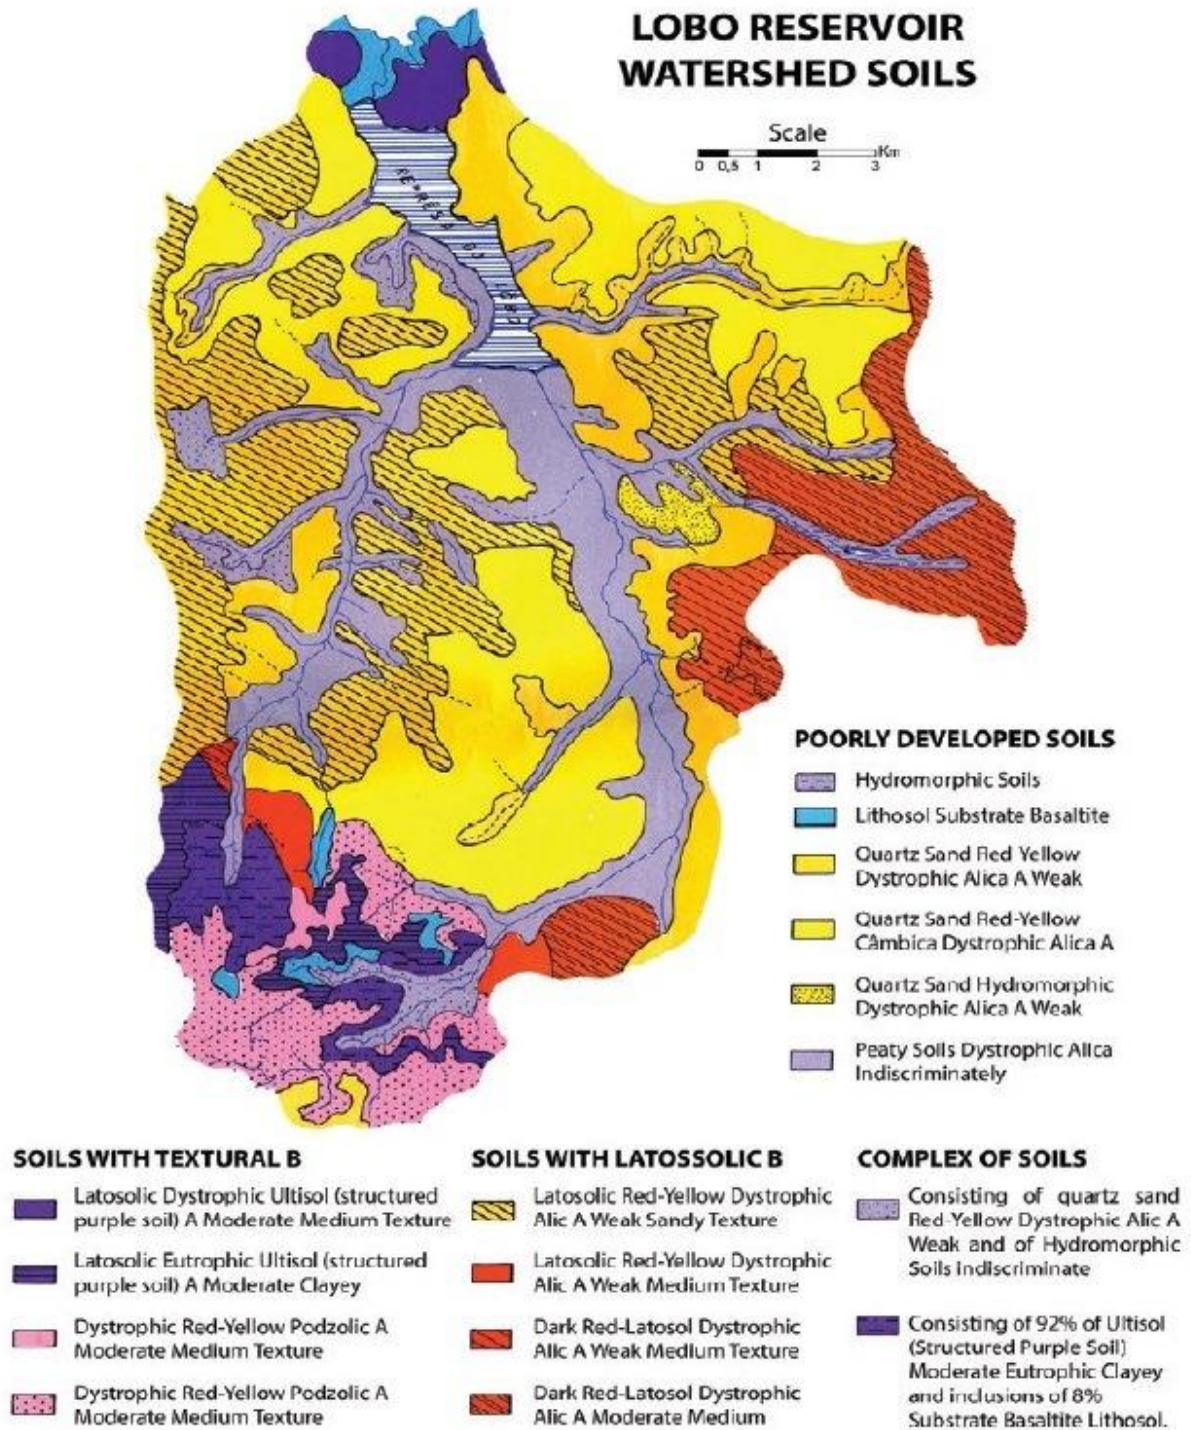 LOBO RESERVOIR
WATERSHED SOILS
Scale
0 0,5 1 2 3 Km
REPRESA DO
POORLY DEVELOPED SOILS
Hydromorphic Soils
Lithosol Substrate Basaltite
Quartz Sand Red Yellow
Dystrophic Alica A Weak
Quartz Sand Red-Yellow
Câmbica Dystrophic Alica A
Quartz Sand Hydromorphic
Dystrophic Alica A Weak
Peaty Soils Dystrophic Alica
Indiscriminately
SOILS WITH TEXTURAL B
Latosolic Dystrophic Ultisol (structured
purple soil) A Moderate Medium Texture
Latosolic Eutrophic Ultisol (structured
purple soil) A Moderate Clayey
Dystrophic Red-Yellow Podzolic A
Moderate Medium Texture
Dystrophic Red-Yellow Podzolic A
Moderate Medium Texture
SOILS WITH LATOSSOLIC B
Latosolic Red-Yellow Dystrophic
Alic A Weak Sandy Texture
Latosolic Red-Yellow Dystrophic
Alic A Weak Medium Texture
Dark Red-Latosol Dystrophic
Alic A Weak Medium Texture
Dark Red-Latosol Dystrophic
Alic A Moderate Medium
COMPLEX OF SOILS
Consisting of quartz sand
Red-Yellow Dystrophic Alic A
Weak and of Hydromorphic
Soils indiscriminate
Consisting of 92% of Ultisol
(Structured Purple Soil)
Moderate Eutrophic Clayey
and inclusions of 8%
Substrate Basaltite Lithosol.